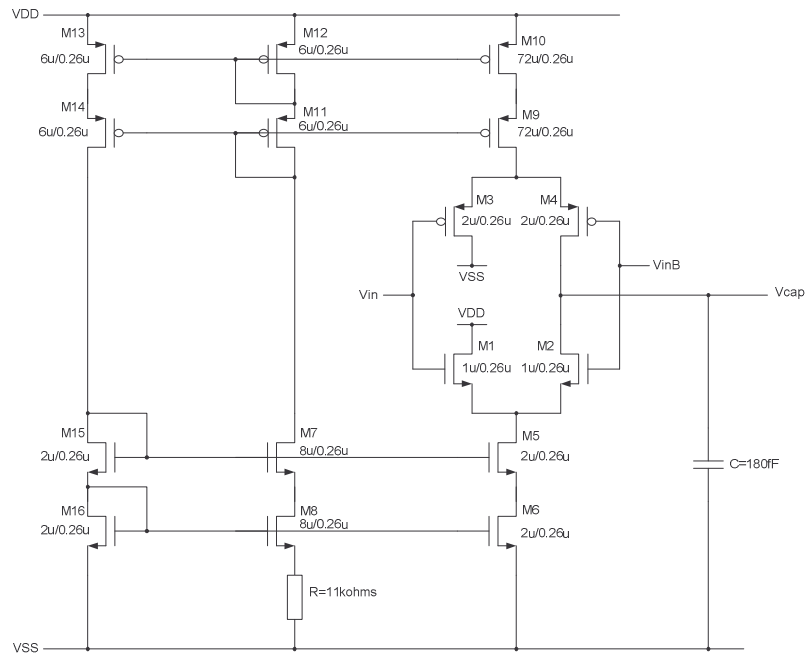 VDD
M13
6u/0.26u
M12
6u/0.26u
M10
72u/0.26u
M14
6u/0.26u
M11
6u/0.26u
M9
72u/0.26u
M3
2u/0.26u
M4
2u/0.26u
VSS
VinB
Vin
Vcap
VDD
M1
1u/0.26u
M2
1u/0.26u
M15
2u/0.26u
M7
8u/0.26u
M5
2u/0.26u
C=180fF
M16
2u/0.26u
M8
8u/0.26u
M6
2u/0.26u
R=11kohms
VSS